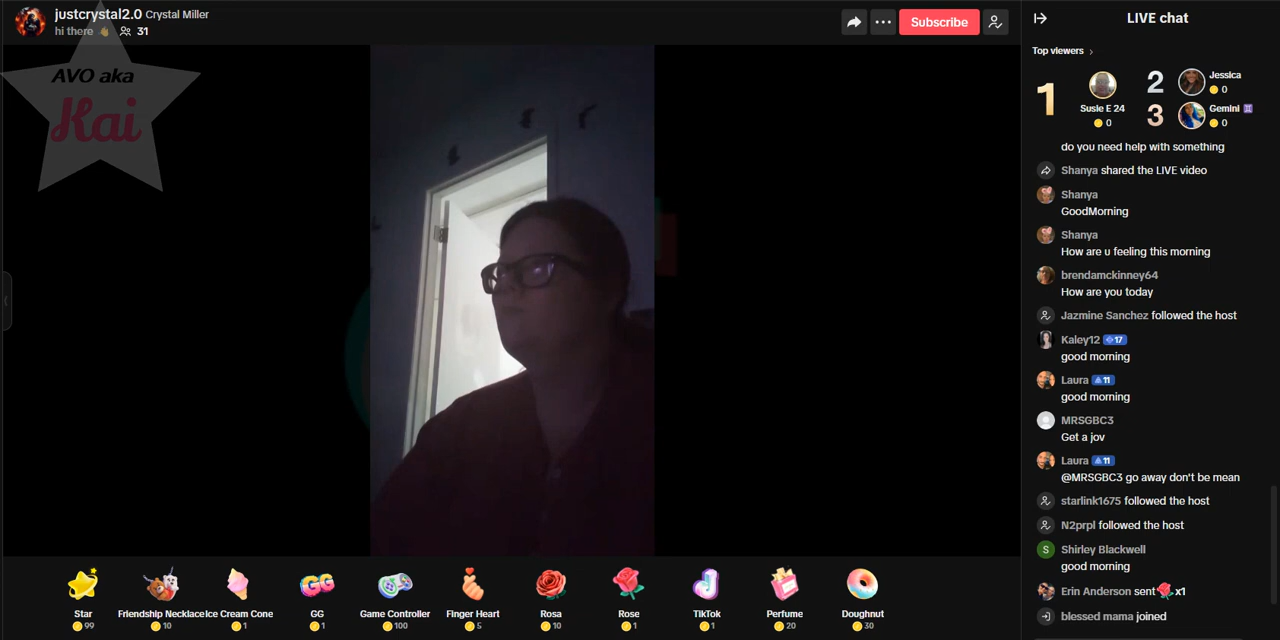 justcrystal2.0 Crystal Miller
hi there 👋 31
Subscribe
AVO aka
Kai
LIVE chat
Top viewers ›
1
Susie E 24
0
2
Jessica
0
3
Gemini ♊
0
do you need help with something
Shanya shared the LIVE video
Shanya
GoodMorning
Shanya
How are u feeling this morning
brendamckinney64
How are you today
Jazmine Sanchez followed the host
Kaley12 17
good morning
Laura 11
good morning
MRSGBC3
Get a jov
Laura 11
@MRSGBC3 go away don't be mean
starlink1675 followed the host
N2prpl followed the host
S Shirley Blackwell
good morning
Erin Anderson sent🌹x1
blessed mama joined
GG
Star Friendship Necklace Ice Cream Cone GG Game Controller Finger Heart Rosa Rose TikTok Perfume Doughnut
99 10 1 1 100 5 10 1 1 20 30